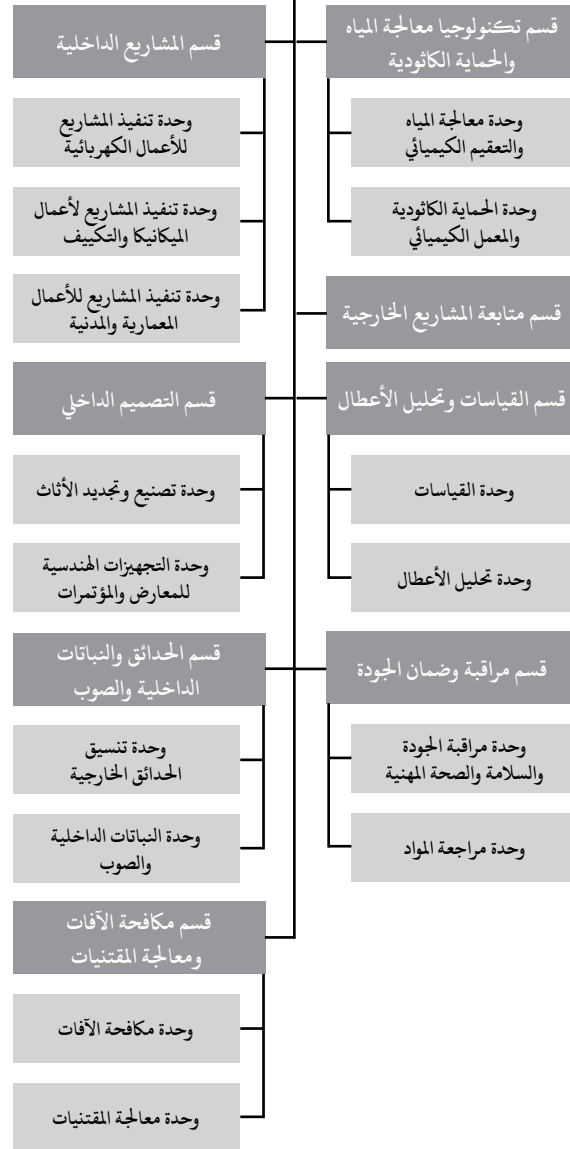 قسم تكنولوجيا معالجة المياه
والحماية الكاثودية
وحدة معالجة المياه
والتعقيم الكيميائي
وحدة الحماية الكاثودية
والمعمل الكيميائي
قسم متابعة المشاريع الخارجية
قسم القياسات وتحليل الأعطال
وحدة القياسات
وحدة تحليل الأعطال
قسم مراقبة وضمان الجودة
وحدة مراقبة الجودة
والسلامة والصحة المهنية
وحدة مراجعة المواد
قسم المشاريع الداخلية
وحدة تنفيذ المشاريع
للأعمال الكهربائية
وحدة تنفيذ المشاريع لأعمال
الميكانيكا والتكييف
وحدة تنفيذ المشاريع للأعمال
المعمارية والمدنية
قسم التصميم الداخلي
وحدة تصنيع وتجديد الأثاث
وحدة التجهيزات الهندسية
للمعارض والمؤتمرات
قسم الحدائق والنباتات
الداخلية والصوب
وحدة تنسيق
الحدائق الخارجية
وحدة النباتات الداخلية
والصوب
قسم مكافحة الآفات
ومعالجة المقتنيات
وحدة مكافحة الآفات
وحدة معالجة المقتنيات